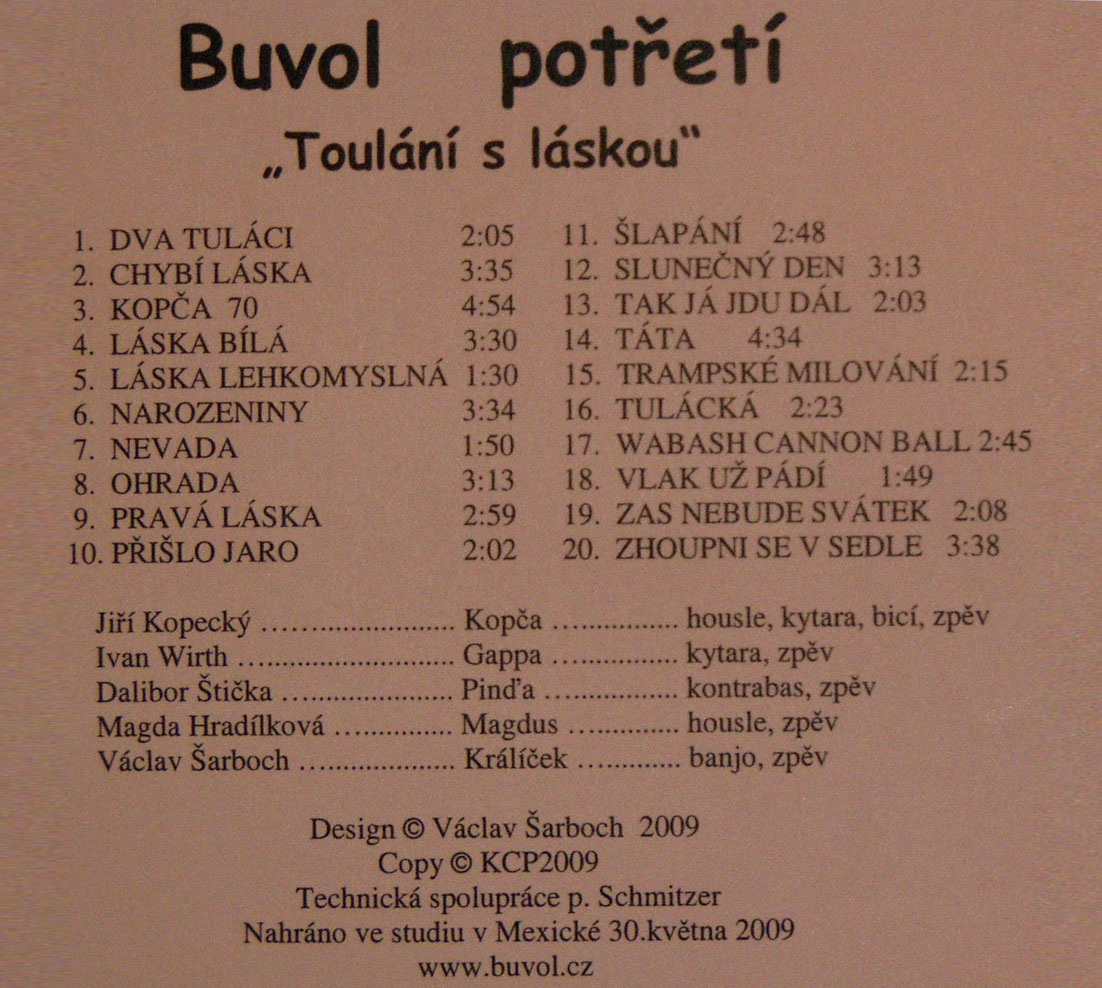 Buvol potřetí
„Toulání s láskou“
1. DVA TULÁCI 2:05
2. CHYBÍ LÁSKA 3:35
3. KOPČA 70 4:54
4. LÁSKA BÍLÁ 3:30
5. LÁSKA LEHKOMYSLNÁ 1:30
6. NAROZENINY 3:34
7. NEVADA 1:50
8. OHRADA 3:13
9. PRAVÁ LÁSKA 2:59
10. PŘIŠLO JARO 2:02
11. ŠLAPÁNÍ 2:48
12. SLUNEČNÝ DEN 3:13
13. TAK JÁ JDU DÁL 2:03
14. TÁTA 4:34
15. TRAMPSKÉ MILOVÁNÍ 2:15
16. TULÁCKÁ 2:23
17. WABASH CANNON BALL 2:45
18. VLAK UŽ PÁDÍ 1:49
19. ZAS NEBUDE SVÁTEK 2:08
20. ZHOUPNI SE V SEDLE 3:38
Jiří Kopecký ........................ Kopča ................ housle, kytara, bicí, zpěv
Ivan Wirth ........................... Gappa ................ kytara, zpěv
Dalibor Štička ..................... Pinďa ................. kontrabas, zpěv
Magda Hradílková ............... Magdus .............. housle, zpěv
Václav Šarboch .................... Králíček ............. banjo, zpěv
Design © Václav Šarboch 2009
Copy © KCP2009
Technická spolupráce p. Schmitzer
Nahráno ve studiu v Mexické 30.května 2009
www.buvol.cz